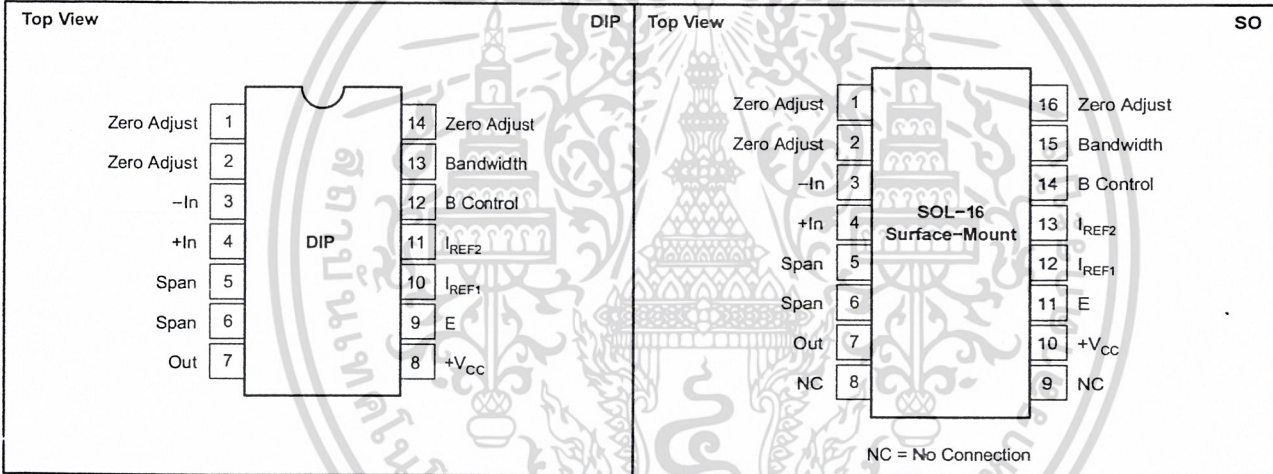 Top View
DIP
Zero Adjust 1
Zero Adjust 2
–In 3
+In 4
Span 5
Span 6
Out 7
DIP
14 Zero Adjust
13 Bandwidth
12 B Control
11 IREF2
10 IREF1
9 E
8 +VCC
Top View
SO
Zero Adjust 1
Zero Adjust 2
–In 3
+In 4
Span 5
Span 6
Out 7
NC 8
SOL–16
Surface–Mount
16 Zero Adjust
15 Bandwidth
14 B Control
13 IREF2
12 IREF1
11 E
10 +VCC
9 NC
NC = No Connection